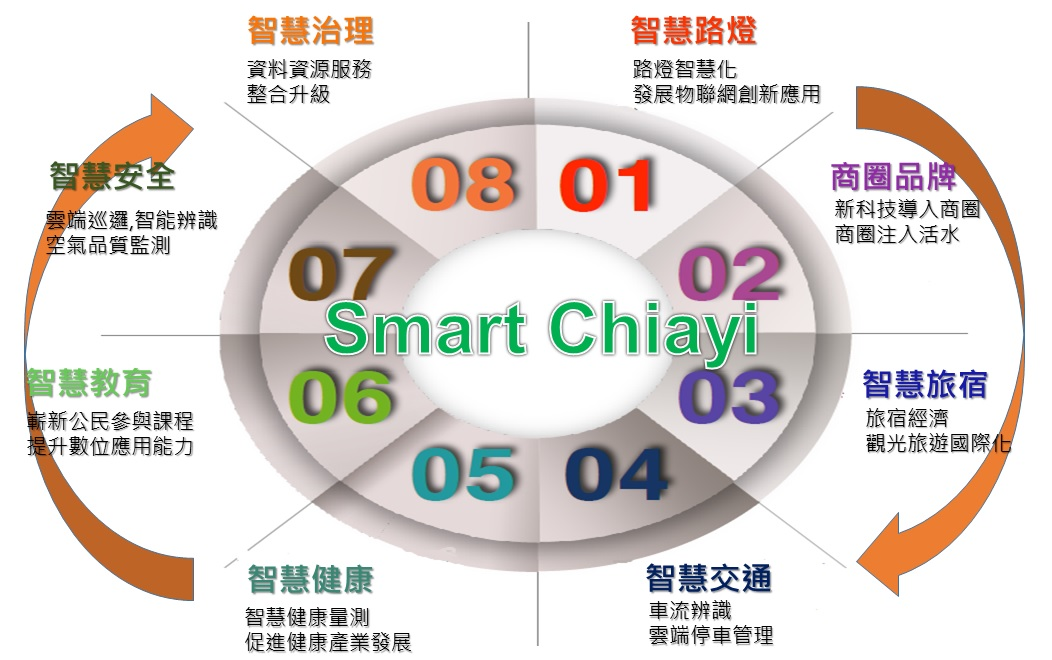 智慧治理
資料資源服務
整合升級
08
智慧路燈
路燈智慧化
發展物聯網創新應用
01
商圈品牌
新科技導入商圈
商圈注入活水
02
智慧旅宿
旅宿經濟
觀光旅遊國際化
03
智慧交通
車流辨識
雲端停車管理
04
智慧健康
智慧健康量測
促進健康產業發展
05
智慧教育
嶄新公民參與課程
提升數位應用能力
06
智慧安全
雲端巡邏,智能辨識
空氣品質監測
07
Smart Chiayi